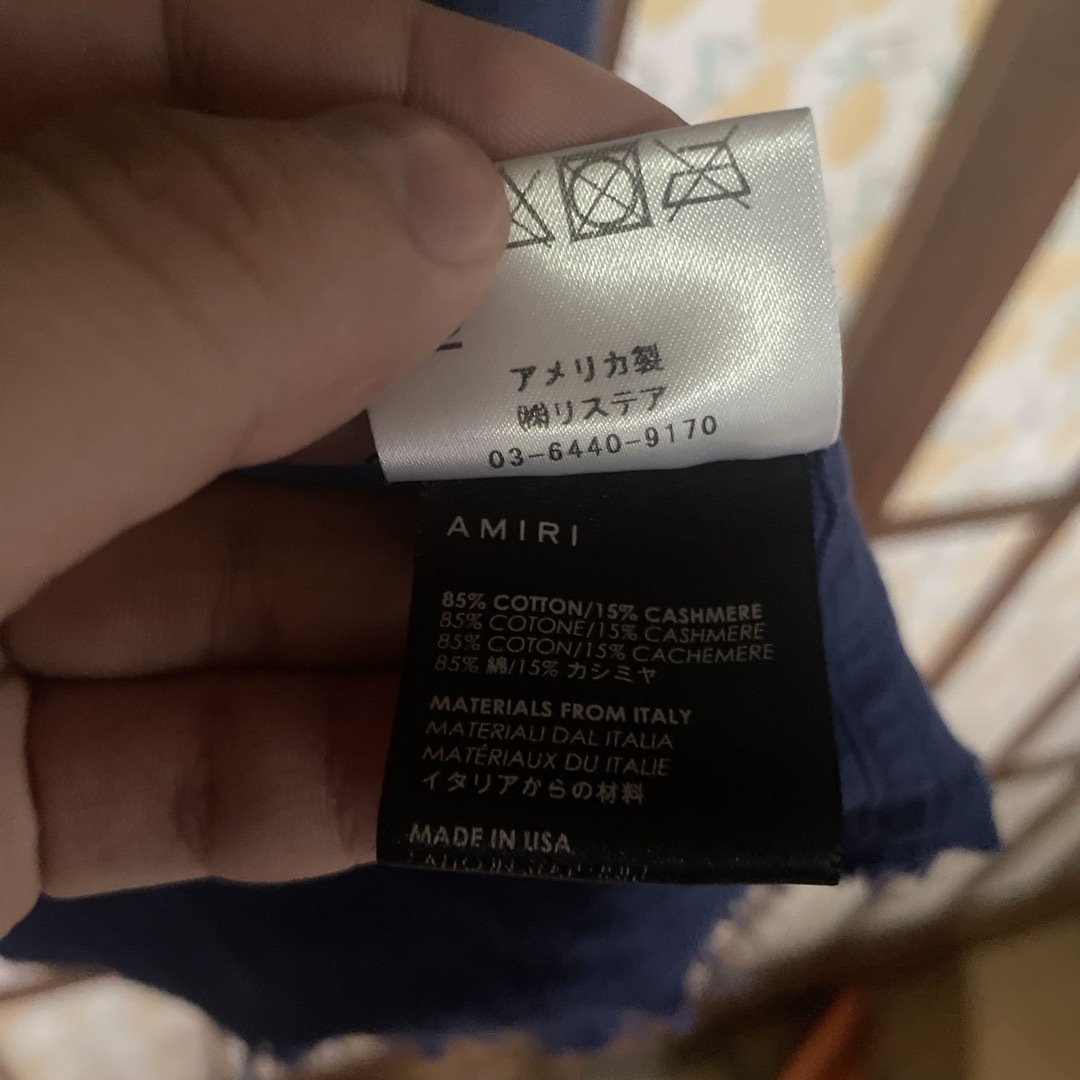 アメリカ製
㈱リステア
03-6440-9170
AMIRI
85% COTTON/15% CASHMERE
85% COTONE/15% CASHMERE
85% COTTON/15% CACHEMERE
85% 綿/15% カシミヤ
MATERIALS FROM ITALY
MATERIALI DAL ITALIA
MATÉRIAUX DU ITALIE
イタリアからの材料
MADE IN USA